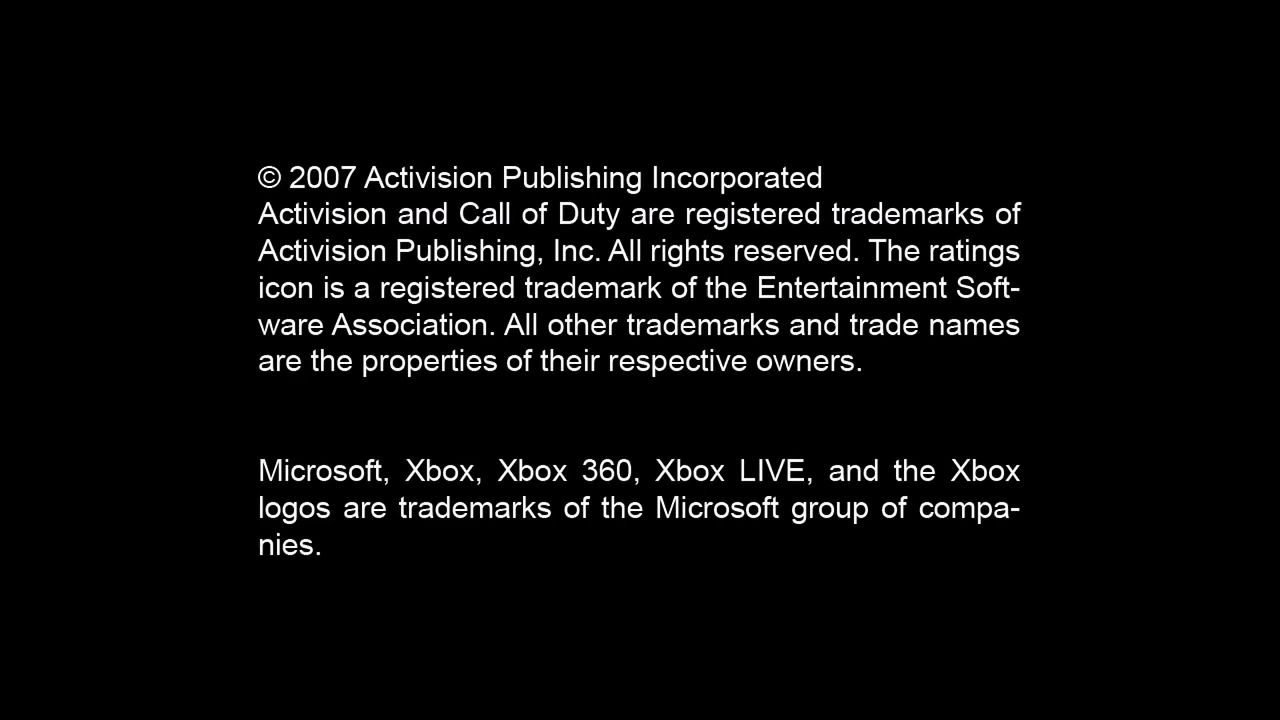 © 2007 Activision Publishing Incorporated
Activision and Call of Duty are registered trademarks of
Activision Publishing, Inc. All rights reserved. The ratings
icon is a registered trademark of the Entertainment Soft-
ware Association. All other trademarks and trade names
are the properties of their respective owners.
Microsoft, Xbox, Xbox 360, Xbox LIVE, and the Xbox
logos are trademarks of the Microsoft group of compa-
nies.